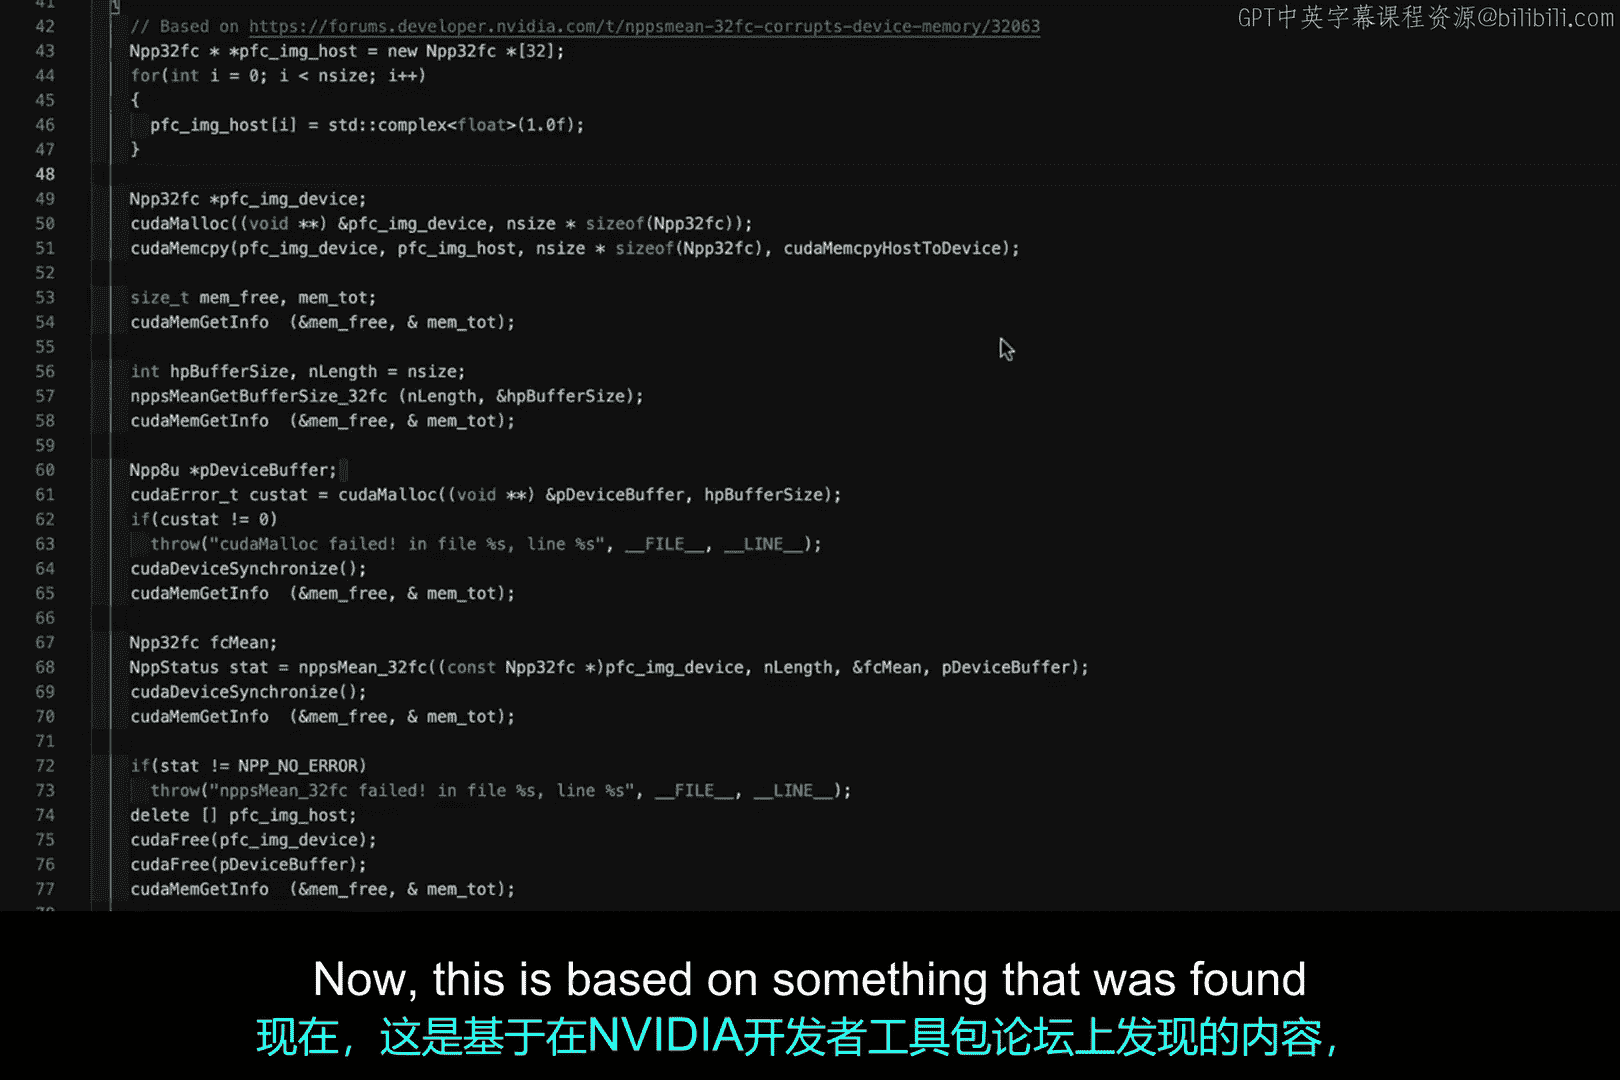 GPT中英字幕课程资源@bilibili.com
41 {
42 // Based on https://forums.developer.nvidia.com/t/nppsmean-32fc-corrupts-device-memory/32063
43 Npp32fc * *pfc_img_host = new Npp32fc *[32];
44 for(int i = 0; i < nsize; i++)
45 {
46 pfc_img_host[i] = std::complex<float>(1.0f);
47 }
48
49 Npp32fc *pfc_img_device;
50 cudaMalloc((void **) &pfc_img_device, nsize * sizeof(Npp32fc));
51 cudaMemcpy(pfc_img_device, pfc_img_host, nsize * sizeof(Npp32fc), cudaMemcpyHostToDevice);
52
53 size_t mem_free, mem_tot;
54 cudaMemGetInfo  (&mem_free, & mem_tot);
55
56 int hpBufferSize, nLength = nsize;
57 nppsMeanGetBufferSize_32fc (nLength, &hpBufferSize);
58 cudaMemGetInfo  (&mem_free, & mem_tot);
59
60 Npp8u *pDeviceBuffer;
61 cudaError_t custat = cudaMalloc((void **) &pDeviceBuffer, hpBufferSize);
62 if(custat != 0)
63 throw("cudaMalloc failed! in file %s, line %s", __FILE__, __LINE__);
64 cudaDeviceSynchronize();
65 cudaMemGetInfo  (&mem_free, & mem_tot);
66
67 Npp32fc fcMean;
68 NppStatus stat = nppsMean_32fc((const Npp32fc *)pfc_img_device, nLength, &fcMean, pDeviceBuffer);
69 cudaDeviceSynchronize();
70 cudaMemGetInfo  (&mem_free, & mem_tot);
71
72 if(stat != NPP_NO_ERROR)
73 throw("nppsMean_32fc failed! in file %s, line %s", __FILE__, __LINE__);
74 delete [] pfc_img_host;
75 cudaFree(pfc_img_device);
76 cudaFree(pDeviceBuffer);
77 cudaMemGetInfo  (&mem_free, & mem_tot);
Now, this is based on something that was found
现在，这是基于在NVIDIA开发者工具包论坛上发现的内容，